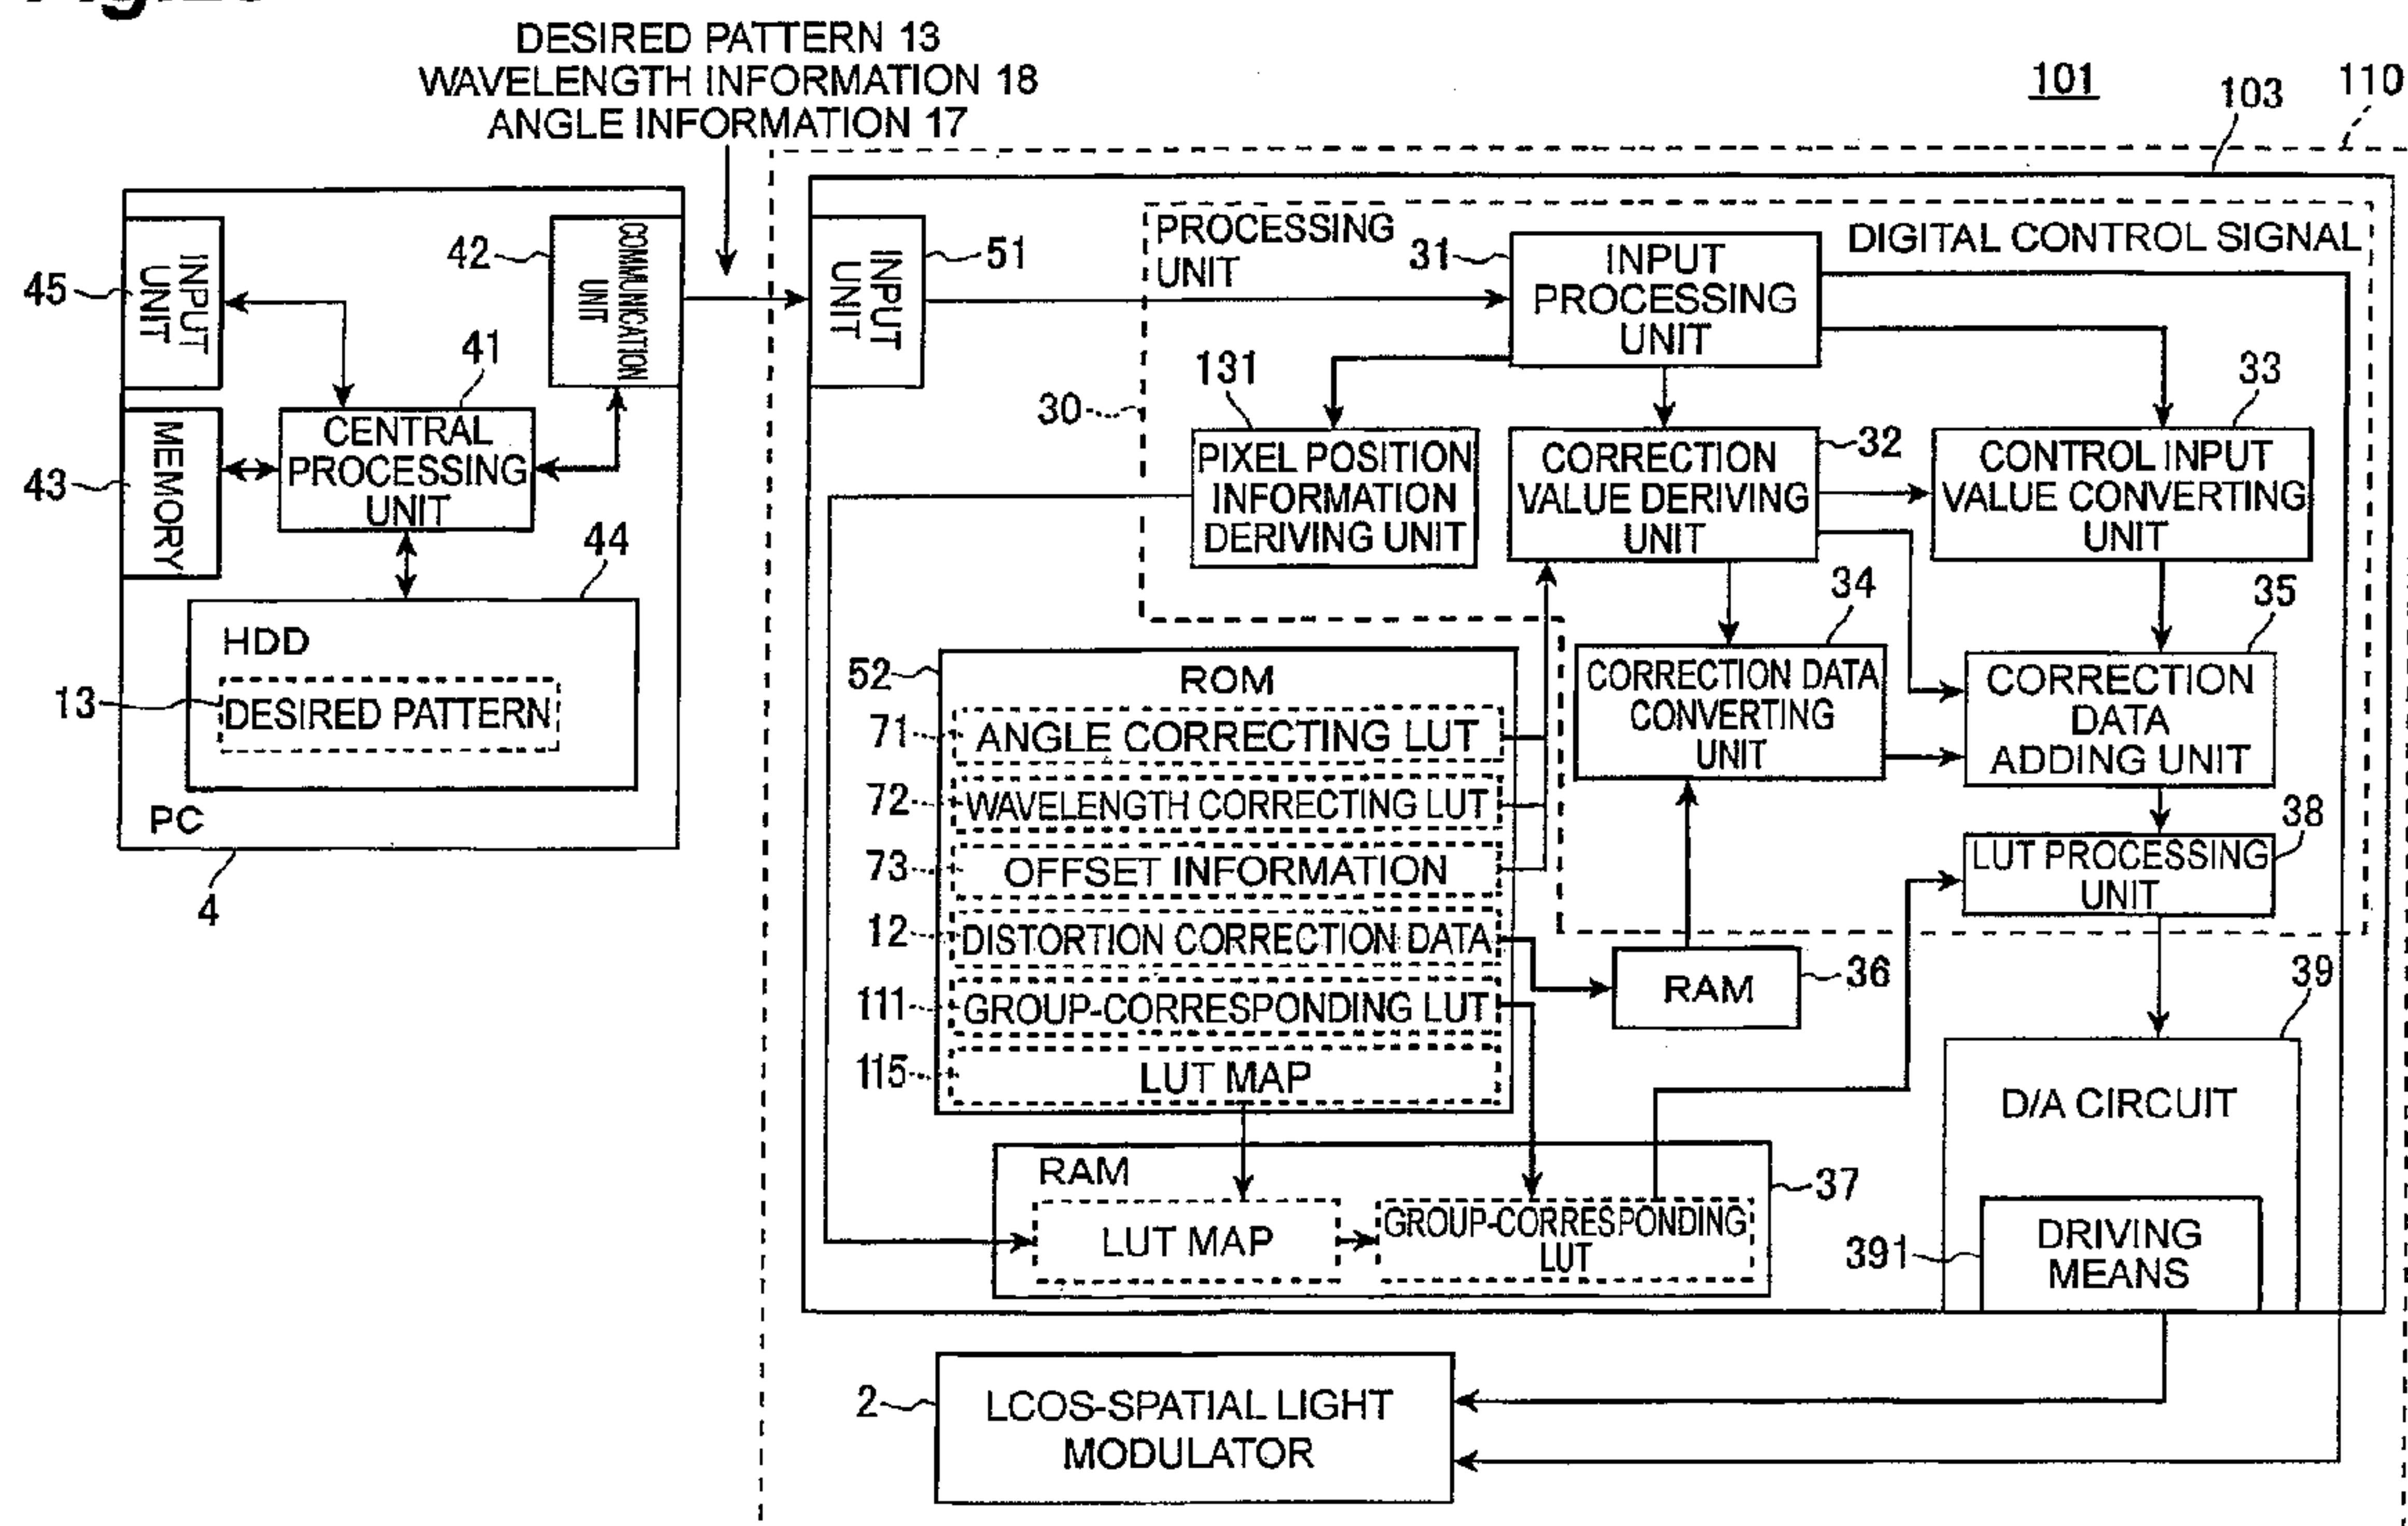 DESIRED PATTERN 13
WAVELENGTH INFORMATION 18
ANGLE INFORMATION 17
101
103
110
45
INPUT
UNIT
42
COMMUNICATION
UNIT
41
CENTRAL
PROCESSING
UNIT
43
MEMORY
44
HDD
13
DESIRED PATTERN
PC
4
INPUT
UNIT
51
PROCESSING
UNIT
DIGITAL CONTROL SIGNAL
30
31
INPUT
PROCESSING
UNIT
131
PIXEL POSITION
INFORMATION
DERIVING UNIT
32
CORRECTION
VALUE DERIVING
UNIT
33
CONTROL INPUT
VALUE CONVERTING
UNIT
34
CORRECTION DATA
CONVERTING
UNIT
35
CORRECTION
DATA
ADDING UNIT
38
LUT PROCESSING
UNIT
52
ROM
71
ANGLE CORRECTING LUT
72
WAVELENGTH CORRECTING LUT
73
OFFSET INFORMATION
12
DISTORTION CORRECTION DATA
111
GROUP-CORRESPONDING LUT
115
LUT MAP
RAM
36
RAM
37
LUT MAP
GROUP-CORRESPONDING
LUT
39
D/A CIRCUIT
391
DRIVING
MEANS
2
LCOS-SPATIAL LIGHT
MODULATOR